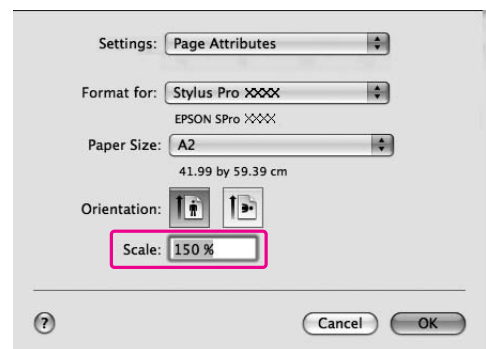 Settings: Page Attributes
Format for: Stylus Pro XXXX
EPSON SPro XXXX
Paper Size: A2
41.99 by 59.39 cm
Orientation:
Scale: 150 %
? Cancel OK